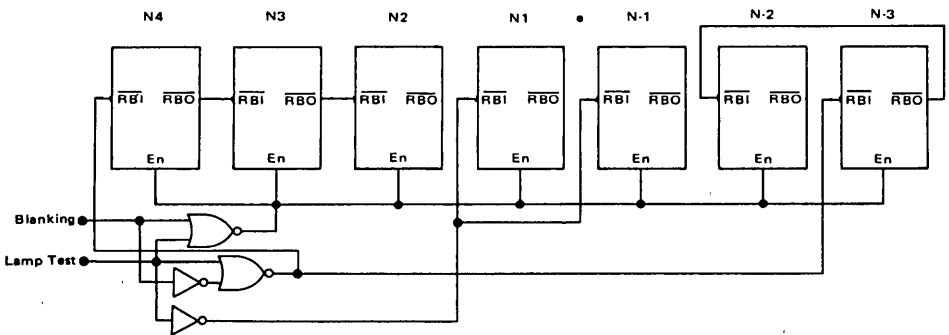 N4 N3 N2 N1 • N-1 N-2 N-3
RBI RBO RBI RBO RBI RBO RBI RBO RBI RBO RBI RBO RBI RBO
En En En En En En En
Blanking
Lamp Test